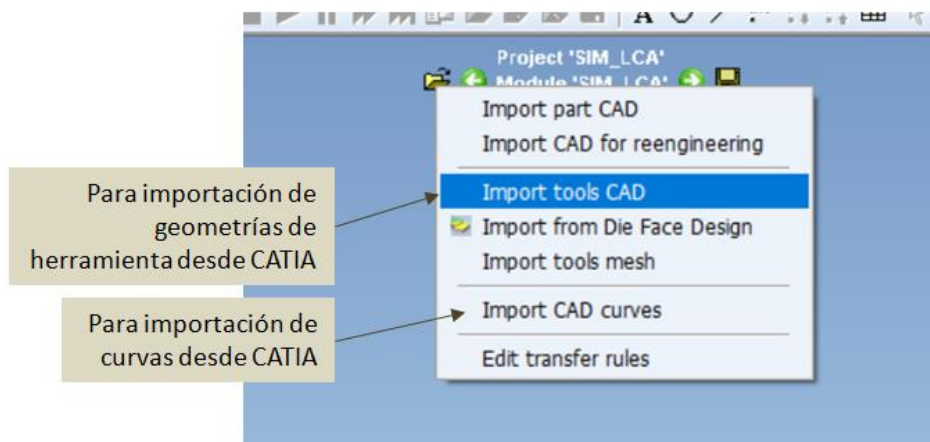 Project 'SIM_LCA'
Module 'SIM_LCA'
Import part CAD
Import CAD for reengineering
Import tools CAD
Import from Die Face Design
Import tools mesh
Import CAD curves
Edit transfer rules
Para importación de
geometrías de
herramienta desde CATIA
Para importación de
curvas desde CATIA